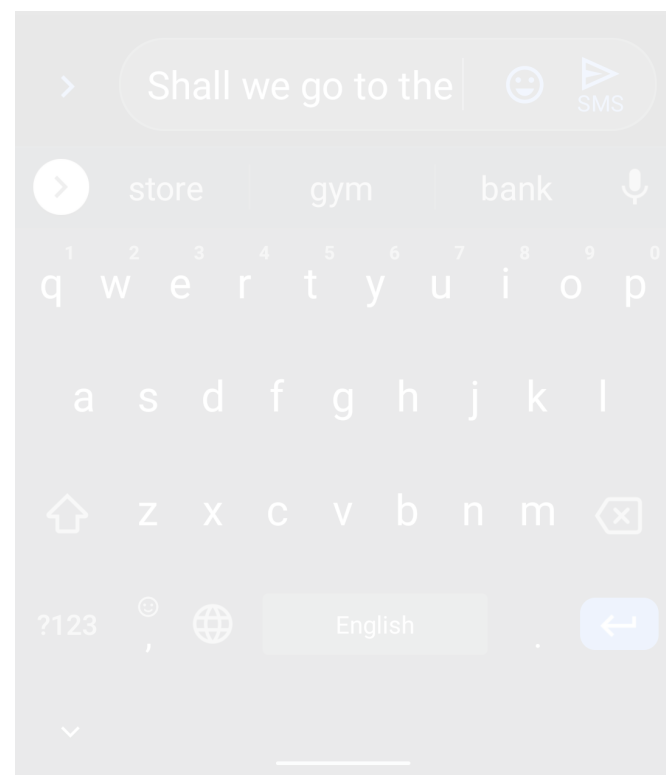 Shall we go to the
SMS
store gym bank
1 2 3 4 5 6 7 8 9 0
q w e r t y u i o p
a s d f g h j k l
z x c v b n m
?123 , English .